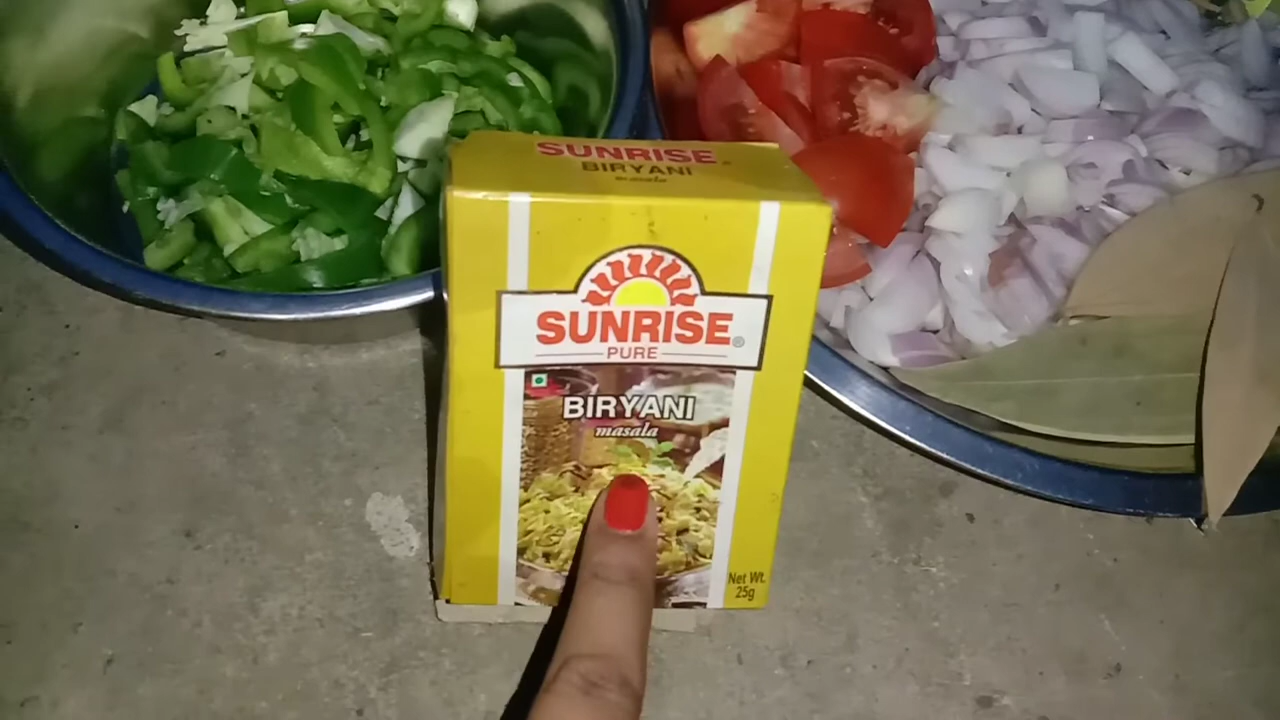 SUNRISE
BIRYANI
masala
SUNRISE®
PURE
BIRYANI
masala
Net Wt.
25g